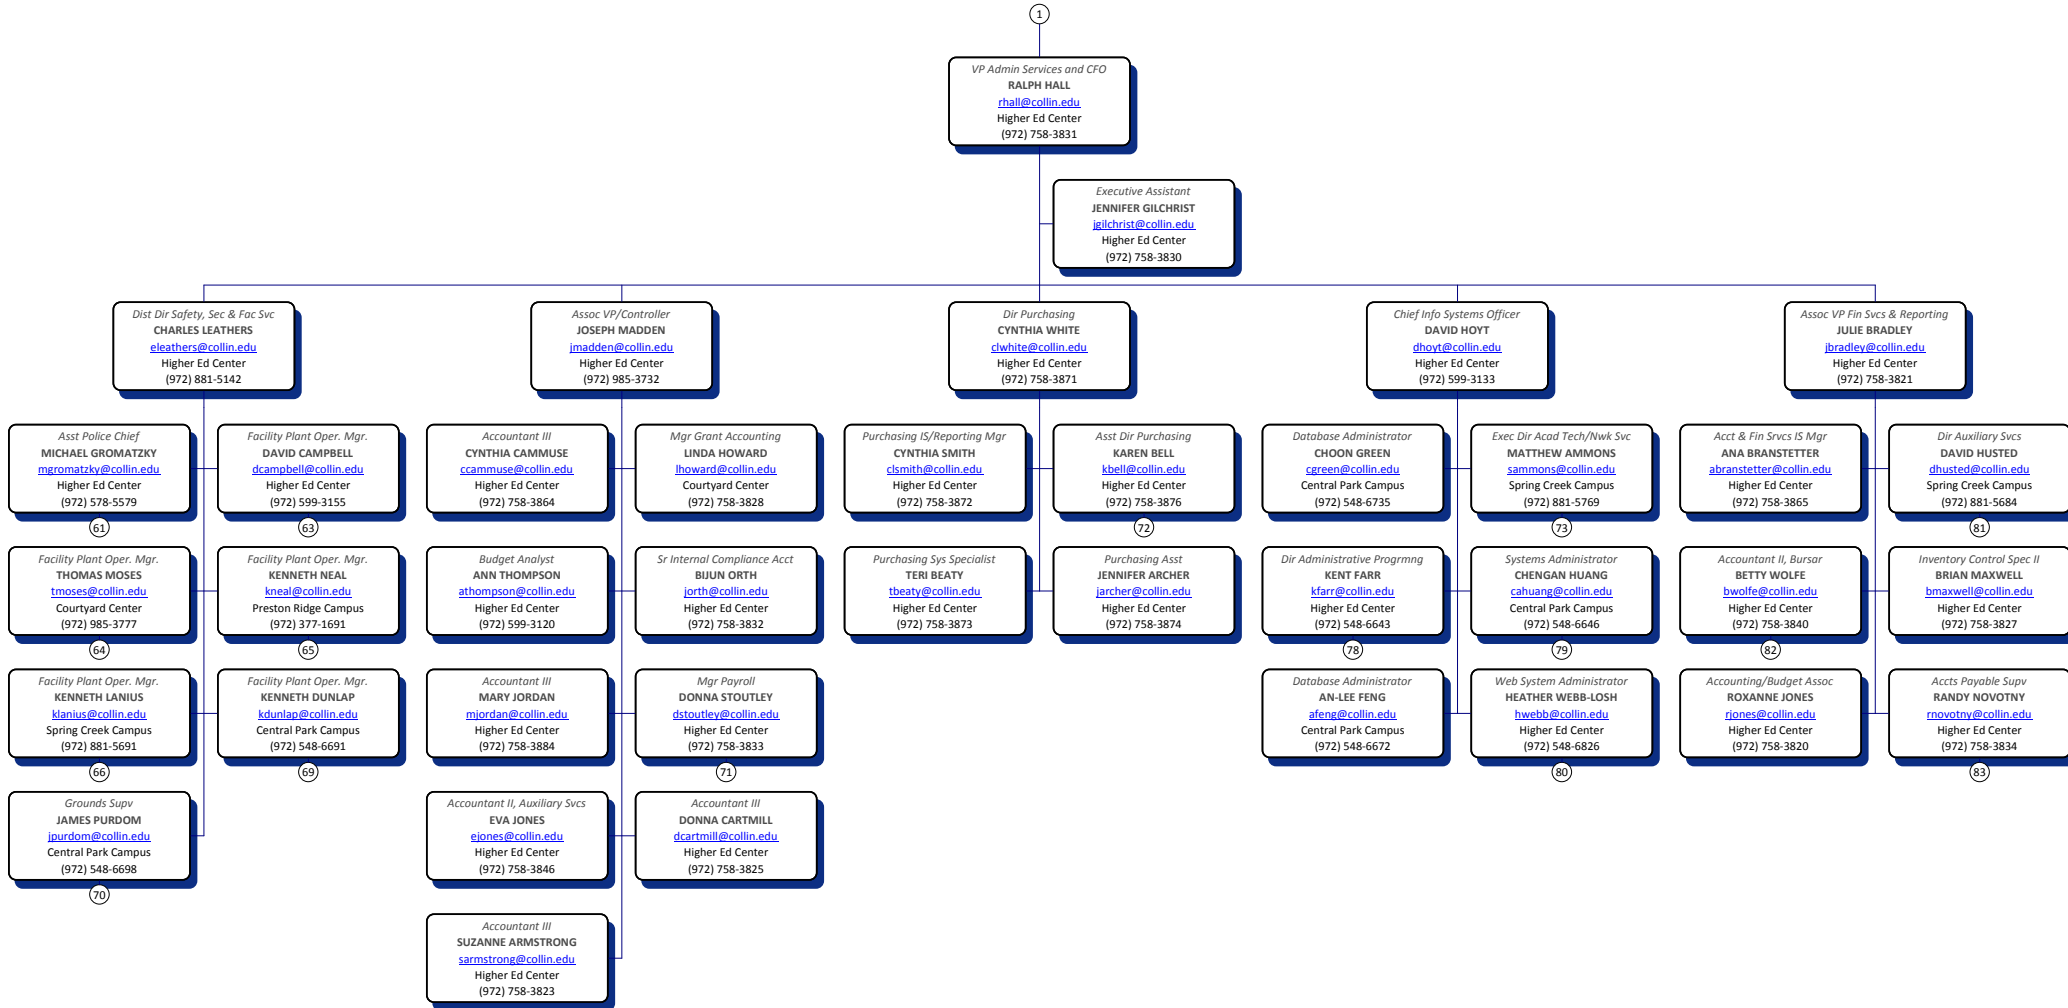 1
VP Admin Services and CFO
RALPH HALL
rhall@collin.edu
Higher Ed Center
(972) 758-3831
Executive Assistant
JENNIFER GILCHRIST
jgilchrist@collin.edu
Higher Ed Center
(972) 758-3830
Dist Dir Safety, Sec & Fac Svc
CHARLES LEATHERS
eleathers@collin.edu
Higher Ed Center
(972) 881-5142
Assoc VP/Controller
JOSEPH MADDEN
jmadden@collin.edu
Higher Ed Center
(972) 985-3732
Dir Purchasing
CYNTHIA WHITE
clwhite@collin.edu
Higher Ed Center
(972) 758-3871
Chief Info Systems Officer
DAVID HOYT
dhoyt@collin.edu
Higher Ed Center
(972) 599-3133
Assoc VP Fin Svcs & Reporting
JULIE BRADLEY
jbradley@collin.edu
Higher Ed Center
(972) 758-3821
Asst Police Chief
MICHAEL GROMATZKY
mgromatzky@collin.edu
Higher Ed Center
(972) 578-5579
61
Facility Plant Oper. Mgr.
DAVID CAMPBELL
dcampbell@collin.edu
Higher Ed Center
(972) 599-3155
63
Accountant III
CYNTHIA CAMMUSE
ccammuse@collin.edu
Higher Ed Center
(972) 758-3864
Mgr Grant Accounting
LINDA HOWARD
lhoward@collin.edu
Courtyard Center
(972) 758-3828
Purchasing IS/Reporting Mgr
CYNTHIA SMITH
clsmith@collin.edu
Higher Ed Center
(972) 758-3872
Asst Dir Purchasing
KAREN BELL
kbell@collin.edu
Higher Ed Center
(972) 758-3876
72
Database Administrator
CHOON GREEN
cgreen@collin.edu
Central Park Campus
(972) 548-6735
Exec Dir Acad Tech/Nwk Svc
MATTHEW AMMONS
sammons@collin.edu
Spring Creek Campus
(972) 881-5769
73
Acct & Fin Srvcs IS Mgr
ANA BRANSTETTER
abranstetter@collin.edu
Higher Ed Center
(972) 758-3865
Dir Auxiliary Svcs
DAVID HUSTED
dhusted@collin.edu
Spring Creek Campus
(972) 881-5684
81
Facility Plant Oper. Mgr.
THOMAS MOSES
tmoses@collin.edu
Courtyard Center
(972) 985-3777
64
Facility Plant Oper. Mgr.
KENNETH NEAL
kneal@collin.edu
Preston Ridge Campus
(972) 377-1691
65
Budget Analyst
ANN THOMPSON
athompson@collin.edu
Higher Ed Center
(972) 599-3120
Sr Internal Compliance Acct
BIJUN ORTH
jorth@collin.edu
Higher Ed Center
(972) 758-3832
Purchasing Sys Specialist
TERI BEATY
tbeaty@collin.edu
Higher Ed Center
(972) 758-3873
Purchasing Asst
JENNIFER ARCHER
jarcher@collin.edu
Higher Ed Center
(972) 758-3874
Dir Administrative Progrmng
KENT FARR
kfarr@collin.edu
Higher Ed Center
(972) 548-6643
78
Systems Administrator
CHENGAN HUANG
cahuang@collin.edu
Central Park Campus
(972) 548-6646
79
Accountant II, Bursar
BETTY WOLFE
bwolfe@collin.edu
Higher Ed Center
(972) 758-3840
82
Inventory Control Spec II
BRIAN MAXWELL
bmaxwell@collin.edu
Higher Ed Center
(972) 758-3827
Facility Plant Oper. Mgr.
KENNETH LANIUS
klanius@collin.edu
Spring Creek Campus
(972) 881-5691
66
Facility Plant Oper. Mgr.
KENNETH DUNLAP
kdunlap@collin.edu
Central Park Campus
(972) 548-6691
69
Accountant III
MARY JORDAN
mjordan@collin.edu
Higher Ed Center
(972) 758-3884
Mgr Payroll
DONNA STOUTLEY
dstoutley@collin.edu
Higher Ed Center
(972) 758-3833
71
Database Administrator
AN-LEE FENG
afeng@collin.edu
Central Park Campus
(972) 548-6672
Web System Administrator
HEATHER WEBB-LOSH
hwebb@collin.edu
Higher Ed Center
(972) 548-6826
80
Accounting/Budget Assoc
ROXANNE JONES
rjones@collin.edu
Higher Ed Center
(972) 758-3820
Accts Payable Supv
RANDY NOVOTNY
rnovotny@collin.edu
Higher Ed Center
(972) 758-3834
83
Grounds Supv
JAMES PURDOM
jpurdom@collin.edu
Central Park Campus
(972) 548-6698
70
Accountant II, Auxiliary Svcs
EVA JONES
ejones@collin.edu
Higher Ed Center
(972) 758-3846
Accountant III
DONNA CARTMILL
dcartmill@collin.edu
Higher Ed Center
(972) 758-3825
Accountant III
SUZANNE ARMSTRONG
sarmstrong@collin.edu
Higher Ed Center
(972) 758-3823